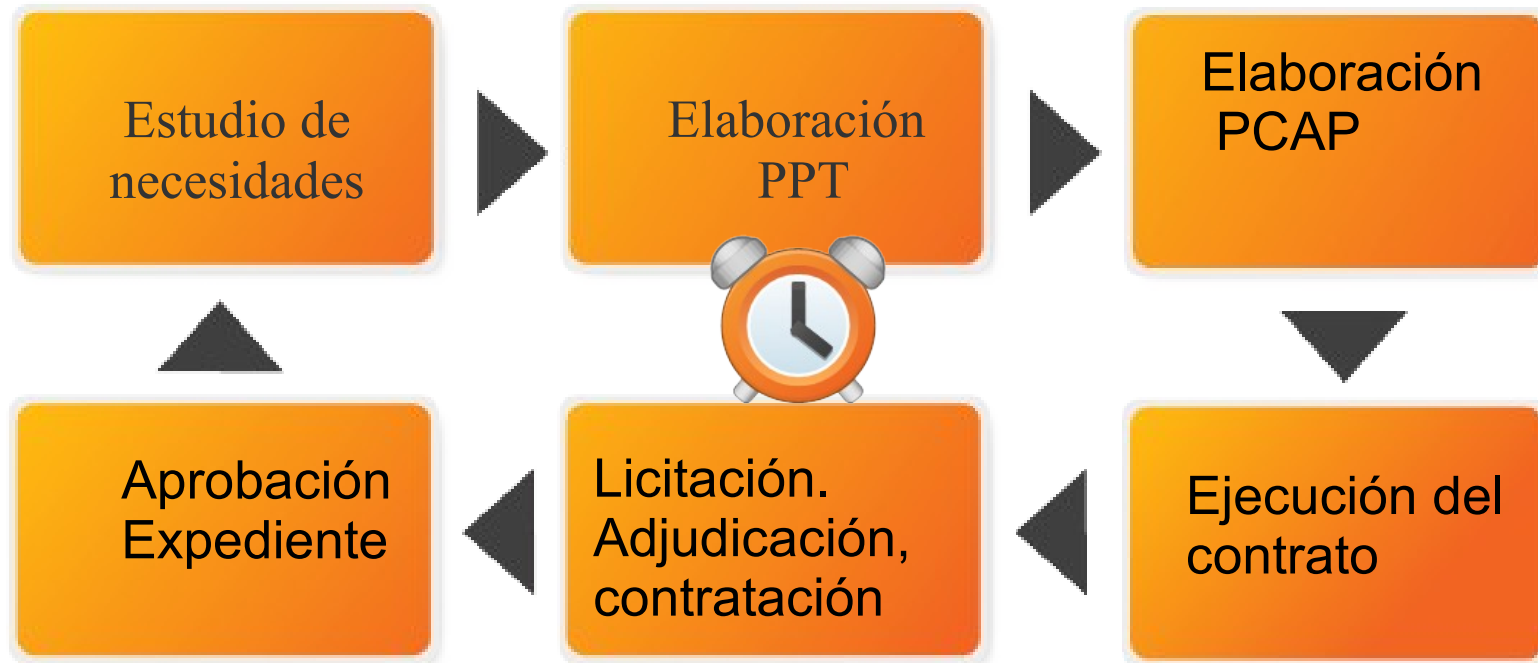 Estudio de
necesidades
Elaboración
PPT
Elaboración
PCAP
Aprobación
Expediente
Licitación.
Adjudicación,
contratación
Ejecución del
contrato